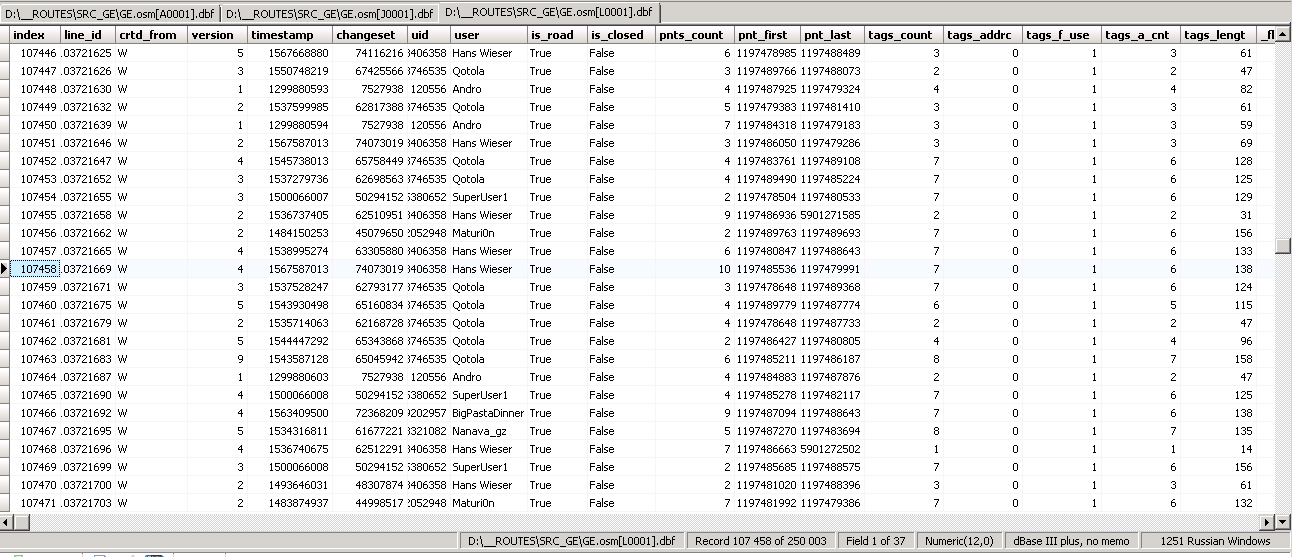 D:\__ROUTES\SRC_GE\GE.osm[A0001].dbf D:\__ROUTES\SRC_GE\GE.osm[J0001].dbf D:\__ROUTES\SRC_GE\GE.osm[L0001].dbf
index line_id crtd_from version timestamp changeset uid user is_road is_closed pnts_count pnt_first pnt_last tags_count tags_addrc tags_f_use tags_a_cnt tags_lengt _fl
107446 .03721625 W 5 1567668880 74116216 3406358 Hans Wieser True False 6 1197478985 1197488489 3 0 1 3 61
107447 .03721626 W 3 1550748219 67425566 3746535 Qotola True False 3 1197489766 1197488073 2 0 1 2 47
107448 .03721630 W 1 1299880593 7527938 120556 Andro True False 4 1197487925 1197479324 4 0 1 4 82
107449 .03721632 W 2 1537599985 62817388 3746535 Qotola True False 5 1197479383 1197481410 3 0 1 3 61
107450 .03721639 W 1 1299880594 7527938 120556 Andro True False 7 1197484318 1197479183 3 0 1 3 59
107451 .03721646 W 2 1567587013 74073019 3406358 Hans Wieser True False 3 1197486050 1197479286 3 0 1 3 69
107452 .03721647 W 4 1545738013 65758449 3746535 Qotola True False 4 1197483761 1197489108 7 0 1 6 128
107453 .03721652 W 3 1537279736 62698563 3746535 Qotola True False 4 1197489490 1197485224 7 0 1 6 125
107454 .03721655 W 3 1500066007 50294152 5380652 SuperUser1 True False 2 1197478504 1197480533 7 0 1 6 129
107455 .03721658 W 2 1536737405 62510951 3406358 Hans Wieser True False 9 1197486936 5901271585 2 0 1 2 31
107456 .03721662 W 2 1484150253 45079650 2052948 Maturi0n True False 2 1197489763 1197489693 7 0 1 6 156
107457 .03721665 W 4 1538995274 63305880 3406358 Hans Wieser True False 6 1197480847 1197488643 7 0 1 6 133
107458 .03721669 W 4 1567587013 74073019 3406358 Hans Wieser True False 10 1197485536 1197479991 7 0 1 6 138
107459 .03721671 W 3 1537528247 62793177 3746535 Qotola True False 3 1197478648 1197489368 7 0 1 6 124
107460 .03721675 W 5 1543930498 65160834 3746535 Qotola True False 4 1197489779 1197487774 6 0 1 5 115
107461 .03721679 W 2 1535714063 62168728 3746535 Qotola True False 4 1197478648 1197487733 2 0 1 2 47
107462 .03721681 W 5 1544447292 65343868 3746535 Qotola True False 2 1197486427 1197480805 4 0 1 4 96
107463 .03721683 W 9 1543587128 65045942 3746535 Qotola True False 6 1197485211 1197486187 8 0 1 7 158
107464 .03721687 W 1 1299880603 7527938 120556 Andro True False 4 1197484883 1197487876 2 0 1 2 47
107465 .03721690 W 4 1500066008 50294152 5380652 SuperUser1 True False 4 1197485278 1197482117 7 0 1 6 125
107466 .03721692 W 4 1563409500 72368209 9202957 BigPastaDinner True False 9 1197487094 1197488643 7 0 1 6 138
107467 .03721695 W 5 1534316811 61677221 3321082 Nanava_gz True False 5 1197487270 1197483694 8 0 1 7 135
107468 .03721696 W 4 1536740675 62512291 3406358 Hans Wieser True False 7 1197486663 5901272502 1 0 1 1 14
107469 .03721699 W 3 1500066008 50294152 5380652 SuperUser1 True False 2 1197485685 1197488575 7 0 1 6 156
107470 .03721700 W 2 1493646031 48307874 3406358 Hans Wieser True False 2 1197481020 1197488396 3 0 1 3 61
107471 .03721703 W 2 1483874937 44998517 2052948 Maturi0n True False 7 1197481992 1197479386 7 0 1 6 132
D:\__ROUTES\SRC_GE\GE.osm[L0001].dbf Record 107 458 of 250 003 Field 1 of 37 Numeric(12,0) dBase III plus, no memo 1251 Russian Windows